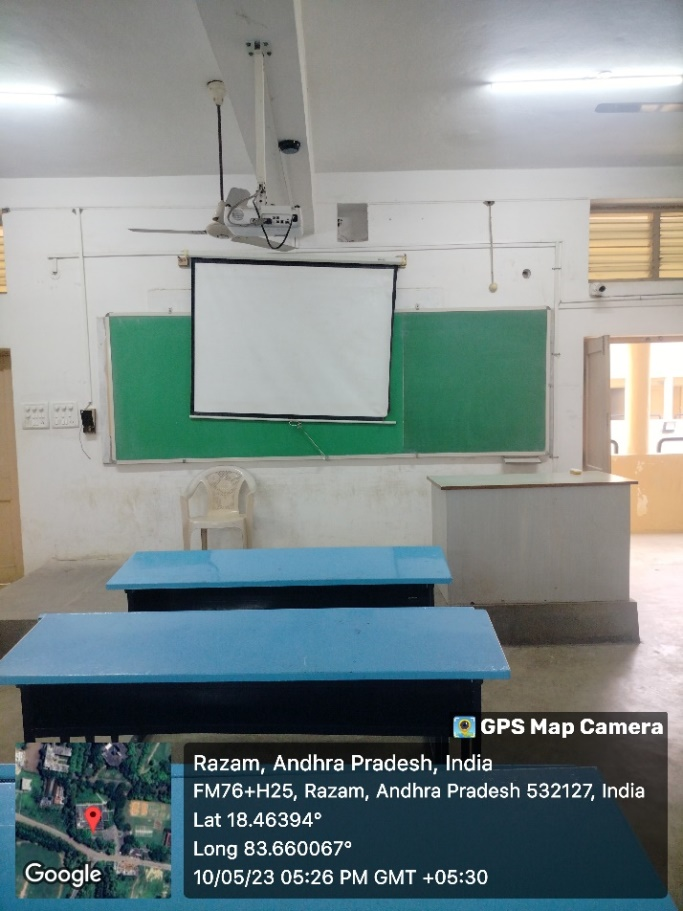 GPS Map Camera
Razam, Andhra Pradesh, India
FM76+H25, Razam, Andhra Pradesh 532127, India
Lat 18.46394°
Long 83.660067°
10/05/23 05:26 PM GMT +05:30
Google